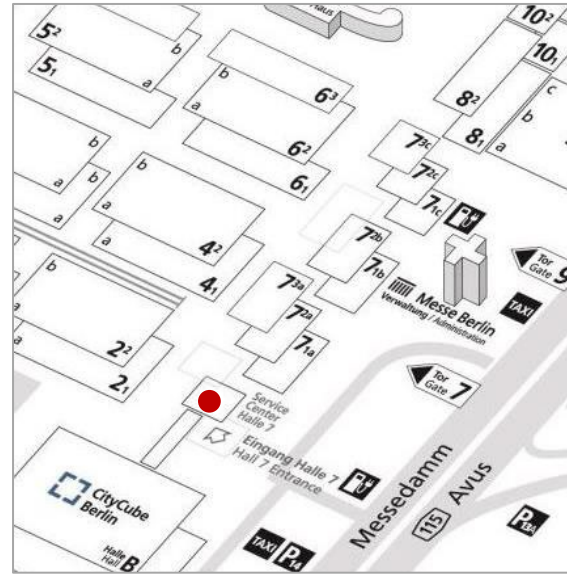 Haus
10²
10₁
5²
b
5₁
a
6³
b
a
6²
6₁
8²
8₁
c
b
a
7³ᶜ
7²ᶜ
7₁c
b
a
b
a
b
a
4²
4₁
7²ᵇ
7₁b
Messe Berlin
Verwaltung / Administration
Tor
Gate 9
TAXI
b
a
2²
2₁
7³ᵃ
7²ᵃ
7₁a
Tor
Gate 7
Service
Center
Halle 7
Eingang Halle 7
Hall 7 Entrance
CityCube
Berlin
Halle
Hall B
Messedamm
115
Avus
TAXI
P14